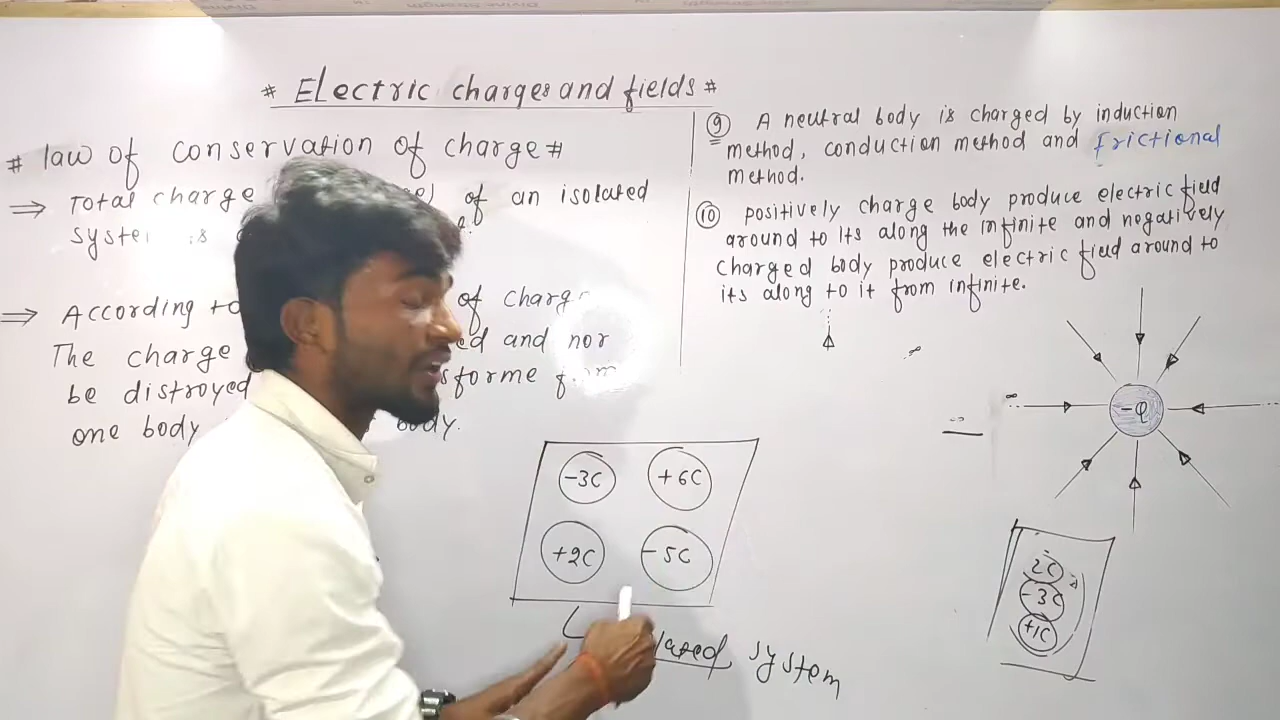 * Electric charges and fields #
# law of conservation of charge #
⇒ Total charge of an isolated
system is
⇒ According to of charge
The charge and nor
be distroyed from
one body body.
⑨ A neutral body is charged by induction
method, conduction method and frictional
method.
⑩ positively charge body produce electric field
around to its along the infinite and negatively
charged body produce electric field around to
its along to it from infinite.
∞
∞
-Q
-3C +6C
+2C -5C
system
2C
-3C
+1C